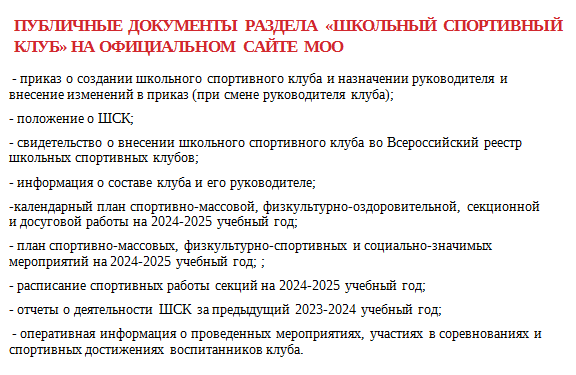 ПУБЛИЧНЫЕ ДОКУМЕНТЫ РАЗДЕЛА «ШКОЛЬНЫЙ СПОРТИВНЫЙ
КЛУБ» НА ОФИЦИАЛЬНОМ САЙТЕ МОО
- приказ о создании школьного спортивного клуба и назначении руководителя и
внесение изменений в приказ (при смене руководителя клуба);
- положение о ШСК;
- свидетельство о внесении школьного спортивного клуба во Всероссийский реестр
школьных спортивных клубов;
- информация о составе клуба и его руководителе;
-календарный план спортивно-массовой, физкультурно-оздоровительной, секционной
и досуговой работы на 2024-2025 учебный год;
- план спортивно-массовых, физкультурно-спортивных и социально-значимых
мероприятий на 2024-2025 учебный год; ;
- расписание спортивных работы секций на 2024-2025 учебный год;
- отчеты о деятельности ШСК за предыдущий 2023-2024 учебный год;
- оперативная информация о проведенных мероприятиях, участиях в соревнованиях и
спортивных достижениях воспитанников клуба.